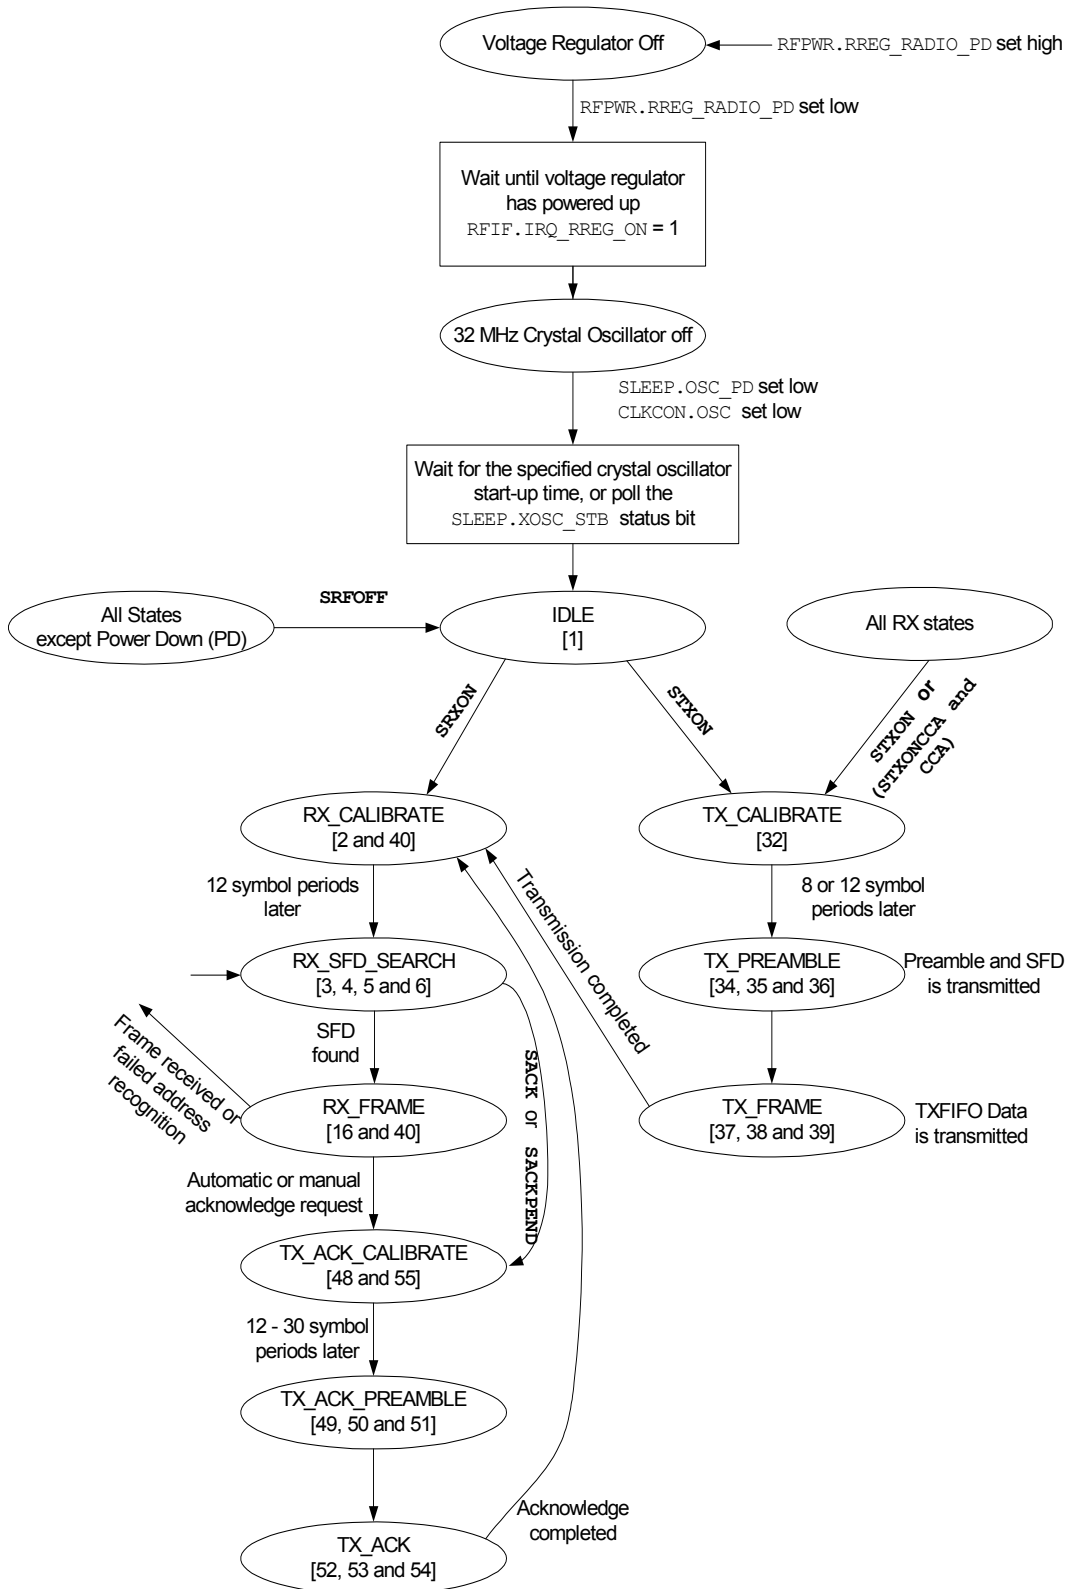 Voltage Regulator Off
RFPWR.RREG_RADIO_PD set high
RFPWR.RREG_RADIO_PD set low
Wait until voltage regulator
has powered up
RFIF.IRQ_RREG_ON = 1
32 MHz Crystal Oscillator off
SLEEP.OSC_PD set low
CLKCON.OSC set low
Wait for the specified crystal oscillator
start-up time, or poll the
SLEEP.XOSC_STB status bit
All States
except Power Down (PD)
SRFOFF
IDLE
[1]
All RX states
SRXON
STXON
STXON or
(STXONCCA and
CCA)
RX_CALIBRATE
[2 and 40]
TX_CALIBRATE
[32]
12 symbol periods
later
Transmission completed
8 or 12 symbol
periods later
RX_SFD_SEARCH
[3, 4, 5 and 6]
TX_PREAMBLE
[34, 35 and 36]
Preamble and SFD
is transmitted
Frame received or
failed address
recognition
SFD
found
SACK or SACKPEND
RX_FRAME
[16 and 40]
TX_FRAME
[37, 38 and 39]
TXFIFO Data
is transmitted
Automatic or manual
acknowledge request
TX_ACK_CALIBRATE
[48 and 55]
12 - 30 symbol
periods later
TX_ACK_PREAMBLE
[49, 50 and 51]
Acknowledge
completed
TX_ACK
[52, 53 and 54]